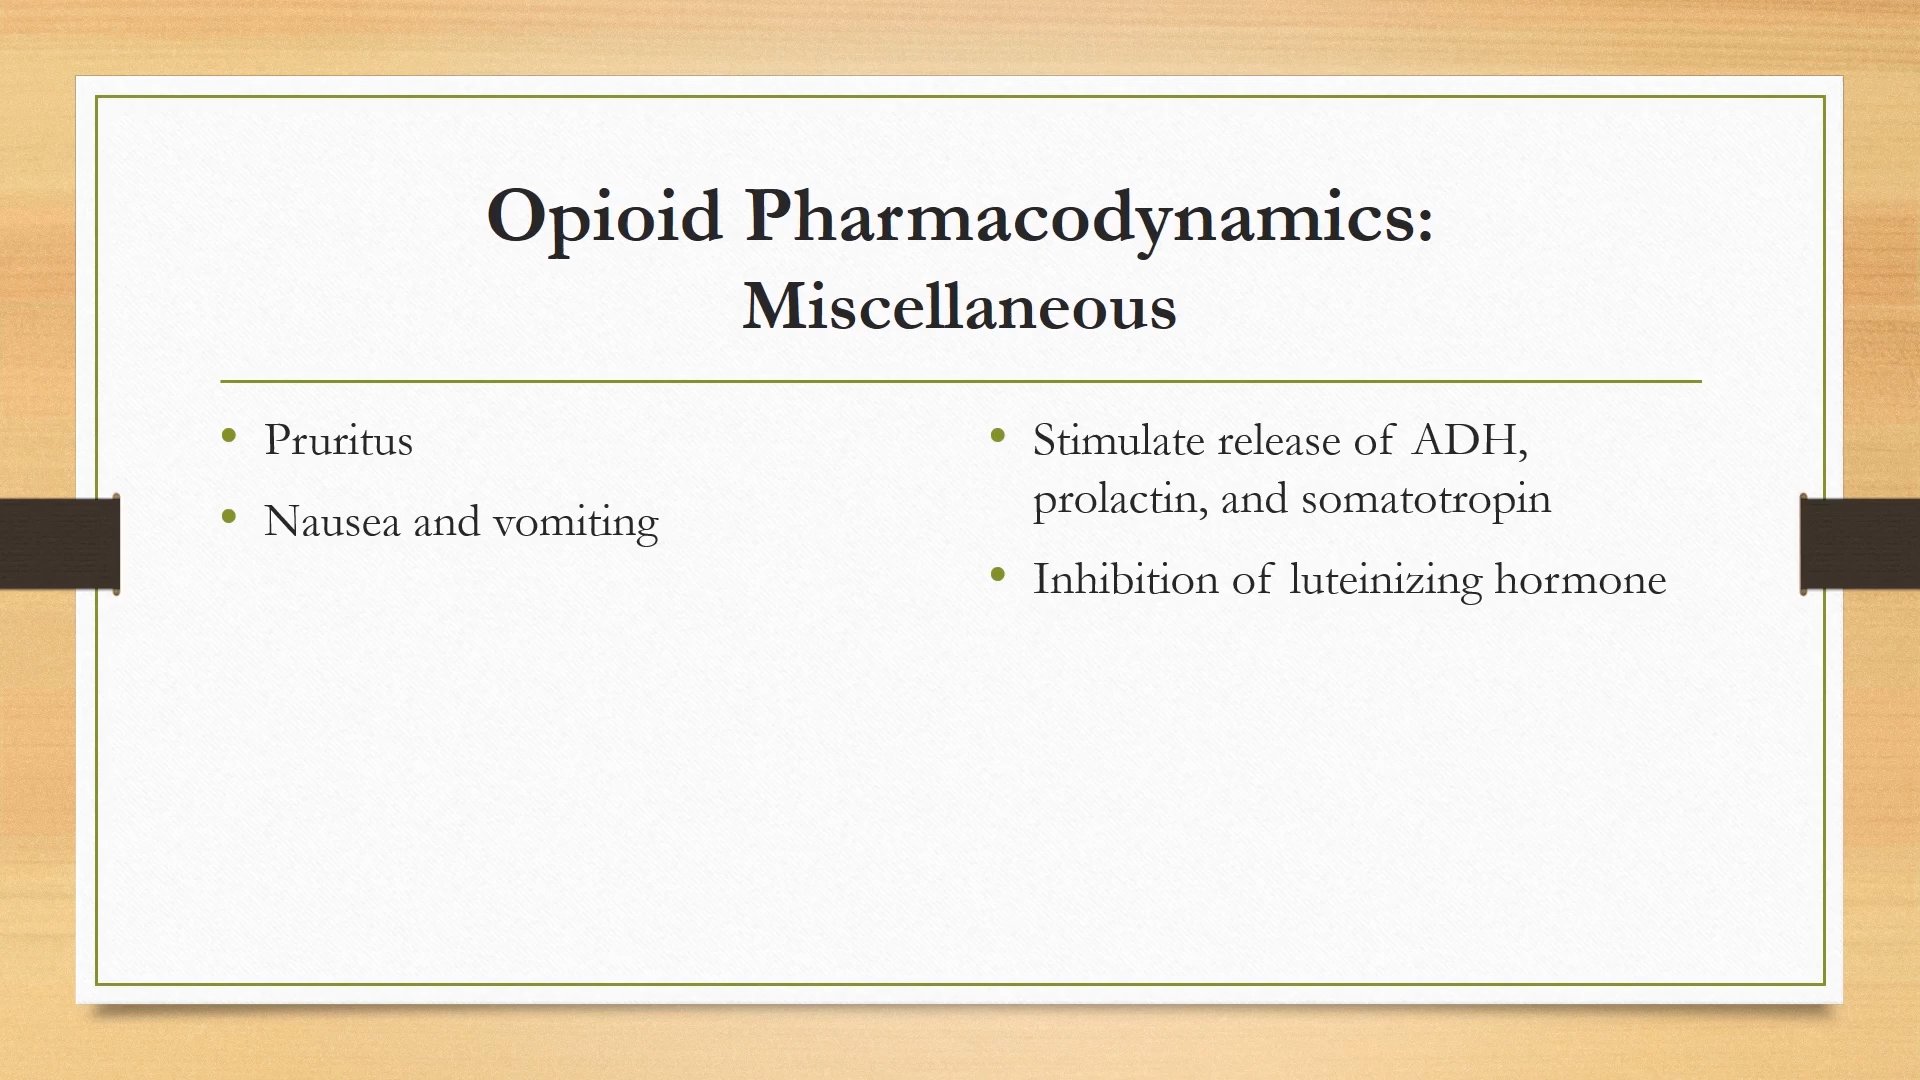 Opioid Pharmacodynamics:
Miscellaneous
• Pruritus
• Nausea and vomiting
• Stimulate release of ADH,
prolactin, and somatotropin
• Inhibition of luteinizing hormone